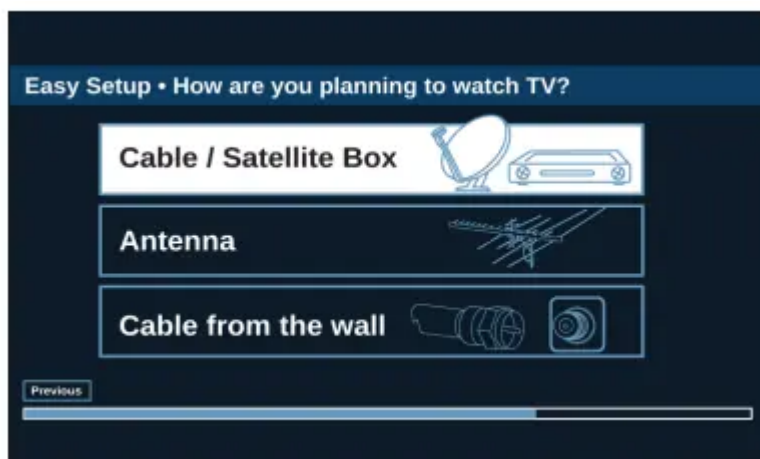 Easy Setup • How are you planning to watch TV?
Cable / Satellite Box
Antenna
Cable from the wall
Previous